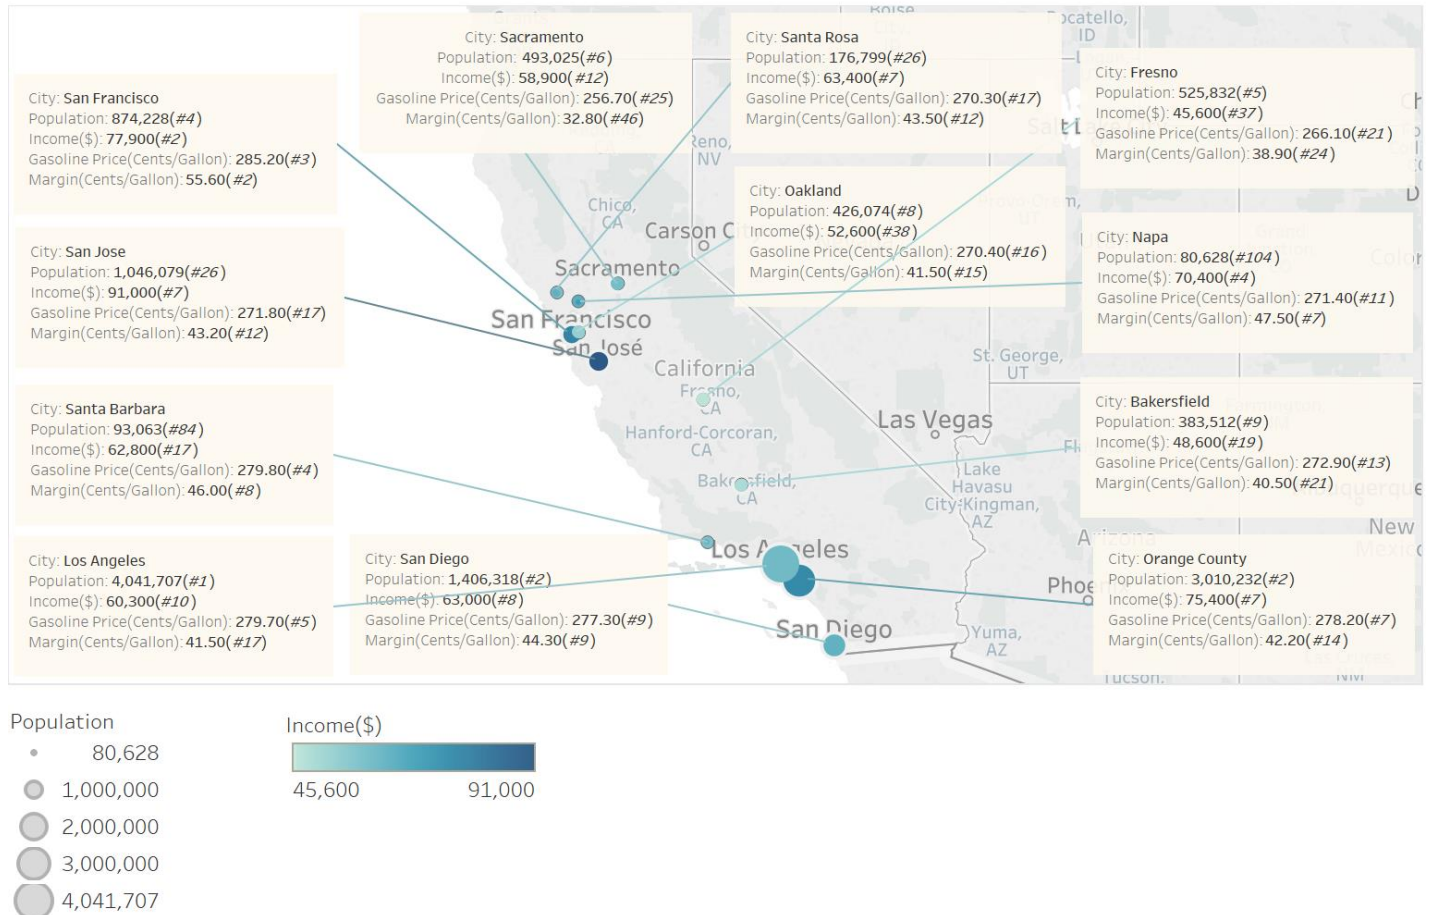 City: San Francisco
Population: 874,228(#4)
Income($): 77,900(#2)
Gasoline Price(Cents/Gallon): 285.20(#3)
Margin(Cents/Gallon): 55.60(#2)
City: Sacramento
Population: 493,025(#6)
Income($): 58,900(#12)
Gasoline Price(Cents/Gallon): 256.70(#25)
Margin(Cents/Gallon): 32.80(#46)
City: Santa Rosa
Population: 176,799(#26)
Income($): 63,400(#7)
Gasoline Price(Cents/Gallon): 270.30(#17)
Margin(Cents/Gallon): 43.50(#12)
City: Fresno
Population: 525,832(#5)
Income($): 45,600(#37)
Gasoline Price(Cents/Gallon): 266.10(#21)
Margin(Cents/Gallon): 38.90(#24)
City: San Jose
Population: 1,046,079(#26)
Income($): 91,000(#7)
Gasoline Price(Cents/Gallon): 271.80(#17)
Margin(Cents/Gallon): 43.20(#12)
City: Oakland
Population: 426,074(#8)
Income($): 52,600(#38)
Gasoline Price(Cents/Gallon): 270.40(#16)
Margin(Cents/Gallon): 41.50(#15)
City: Napa
Population: 80,628(#104)
Income($): 70,400(#4)
Gasoline Price(Cents/Gallon): 271.40(#11)
Margin(Cents/Gallon): 47.50(#7)
City: Santa Barbara
Population: 93,063(#84)
Income($): 62,800(#17)
Gasoline Price(Cents/Gallon): 279.80(#4)
Margin(Cents/Gallon): 46.00(#8)
City: Bakersfield
Population: 383,512(#9)
Income($): 48,600(#19)
Gasoline Price(Cents/Gallon): 272.90(#13)
Margin(Cents/Gallon): 40.50(#21)
City: Los Angeles
Population: 4,041,707(#1)
Income($): 60,300(#10)
Gasoline Price(Cents/Gallon): 279.70(#5)
Margin(Cents/Gallon): 41.50(#17)
City: San Diego
Population: 1,406,318(#2)
Income($): 63,000(#8)
Gasoline Price(Cents/Gallon): 277.30(#9)
Margin(Cents/Gallon): 44.30(#9)
City: Orange County
Population: 3,010,232(#2)
Income($): 75,400(#7)
Gasoline Price(Cents/Gallon): 278.20(#7)
Margin(Cents/Gallon): 42.20(#14)
Pocatello,
ID
Reno,
NV
Chico,
CA
Carson
Sacramento
San Francisco
San José
California
Fresno,
CA
Hanford-Corcoran,
CA
Bakersfield,
CA
St. George,
UT
Las Vegas
Lake
Havasu
City-Kingman,
AZ
Los Angeles
San Diego
Yuma,
AZ
Arizona
New
Tucson,
NM
Population
80,628
1,000,000
2,000,000
3,000,000
4,041,707
Income($)
45,600
91,000